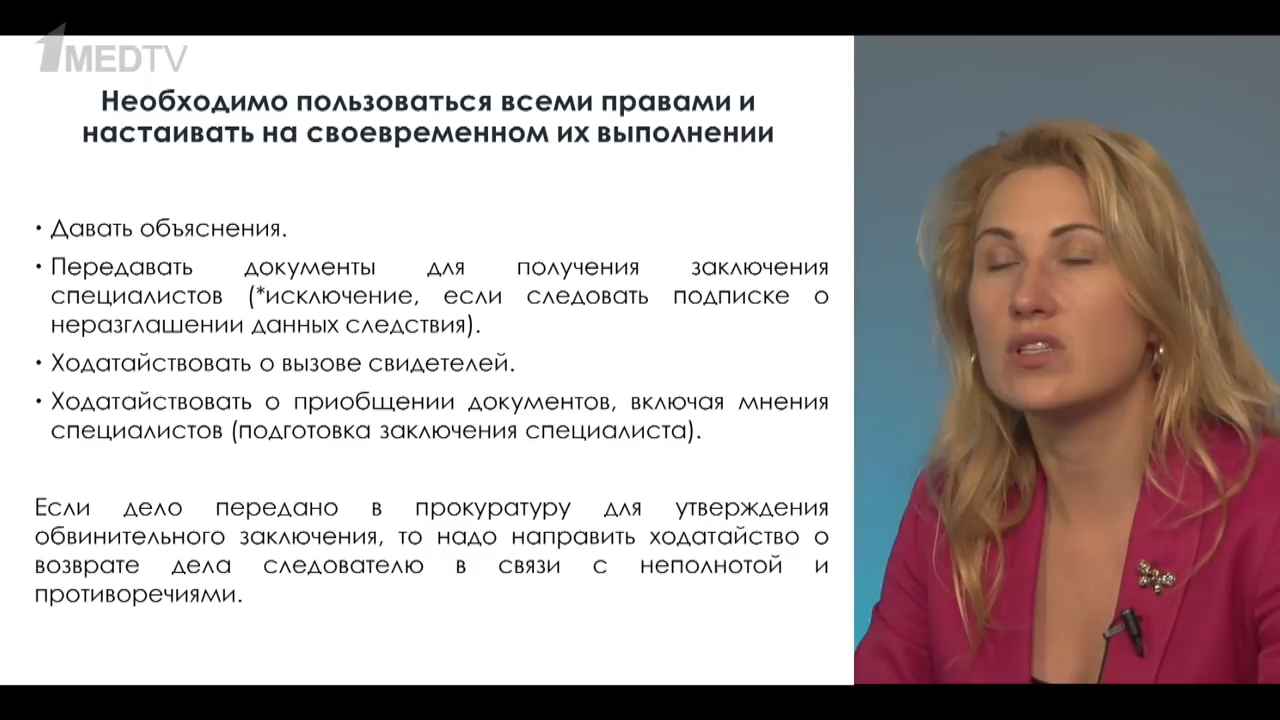 1MEDTV
Необходимо пользоваться всеми правами и
настаивать на своевременном их выполнении
• Давать объяснения.
• Передавать документы для получения заключения
специалистов (*исключение, если следовать подписке о
неразглашении данных следствия).
• Ходатайствовать о вызове свидетелей.
• Ходатайствовать о приобщении документов, включая мнения
специалистов (подготовка заключения специалиста).
Если дело передано в прокуратуру для утверждения
обвинительного заключения, то надо направить ходатайство о
возврате дела следователю в связи с неполнотой и
противоречиями.